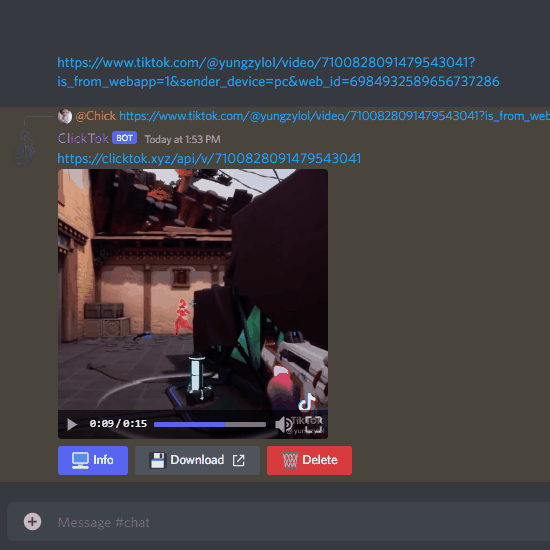 https://www.tiktok.com/@yungzylol/video/7100828091479543041?
is_from_webapp=1&sender_device=pc&web_id=6984932589656737286
@Chick https://www.tiktok.com/@yungzylol/video/7100828091479543041?is_from_web
ClickTok BOT Today at 1:53 PM
https://clicktok.xyz/api/v/7100828091479543041
TikTok
0:09/0:15
Info Download Delete
Message #chat